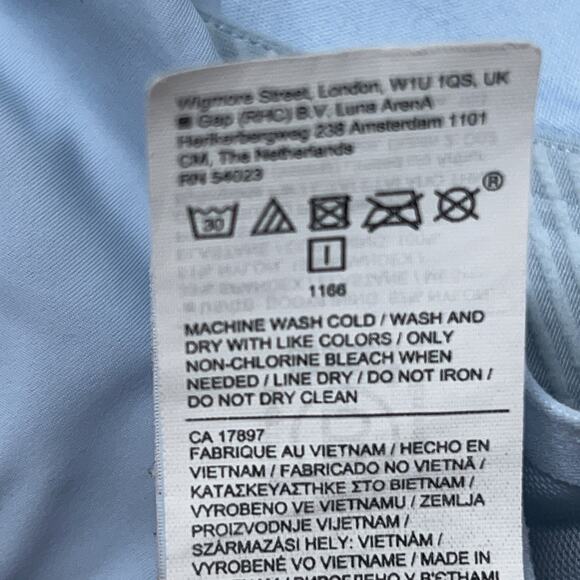 Wigmore Street, London, W1U 1QS, UK
■ Gap (RHC) B.V. Luna ArenA
Herikerbergweg 238 Amsterdam 1101
CM, The Netherlands
RN 54023
30
®
1166
MACHINE WASH COLD / WASH AND
DRY WITH LIKE COLORS / ONLY
NON-CHLORINE BLEACH WHEN
NEEDED / LINE DRY / DO NOT IRON /
DO NOT DRY CLEAN
CA 17897
FABRIQUE AU VIETNAM / HECHO EN
VIETNAM / FABRICADO NO VIETNÃ /
ΚΑΤΑΣΚΕΥΑΣΤΗΚΕ ΣΤΟ ΒΙΕΤΝΑΜ /
VYROBENO VE VIETNAMU / ZEMLJA
PROIZVODNJE VIJETNAM /
SZÁRMAZÁSI HELY: VIETNÁM /
VYROBENÉ VO VIETNAME / MADE IN